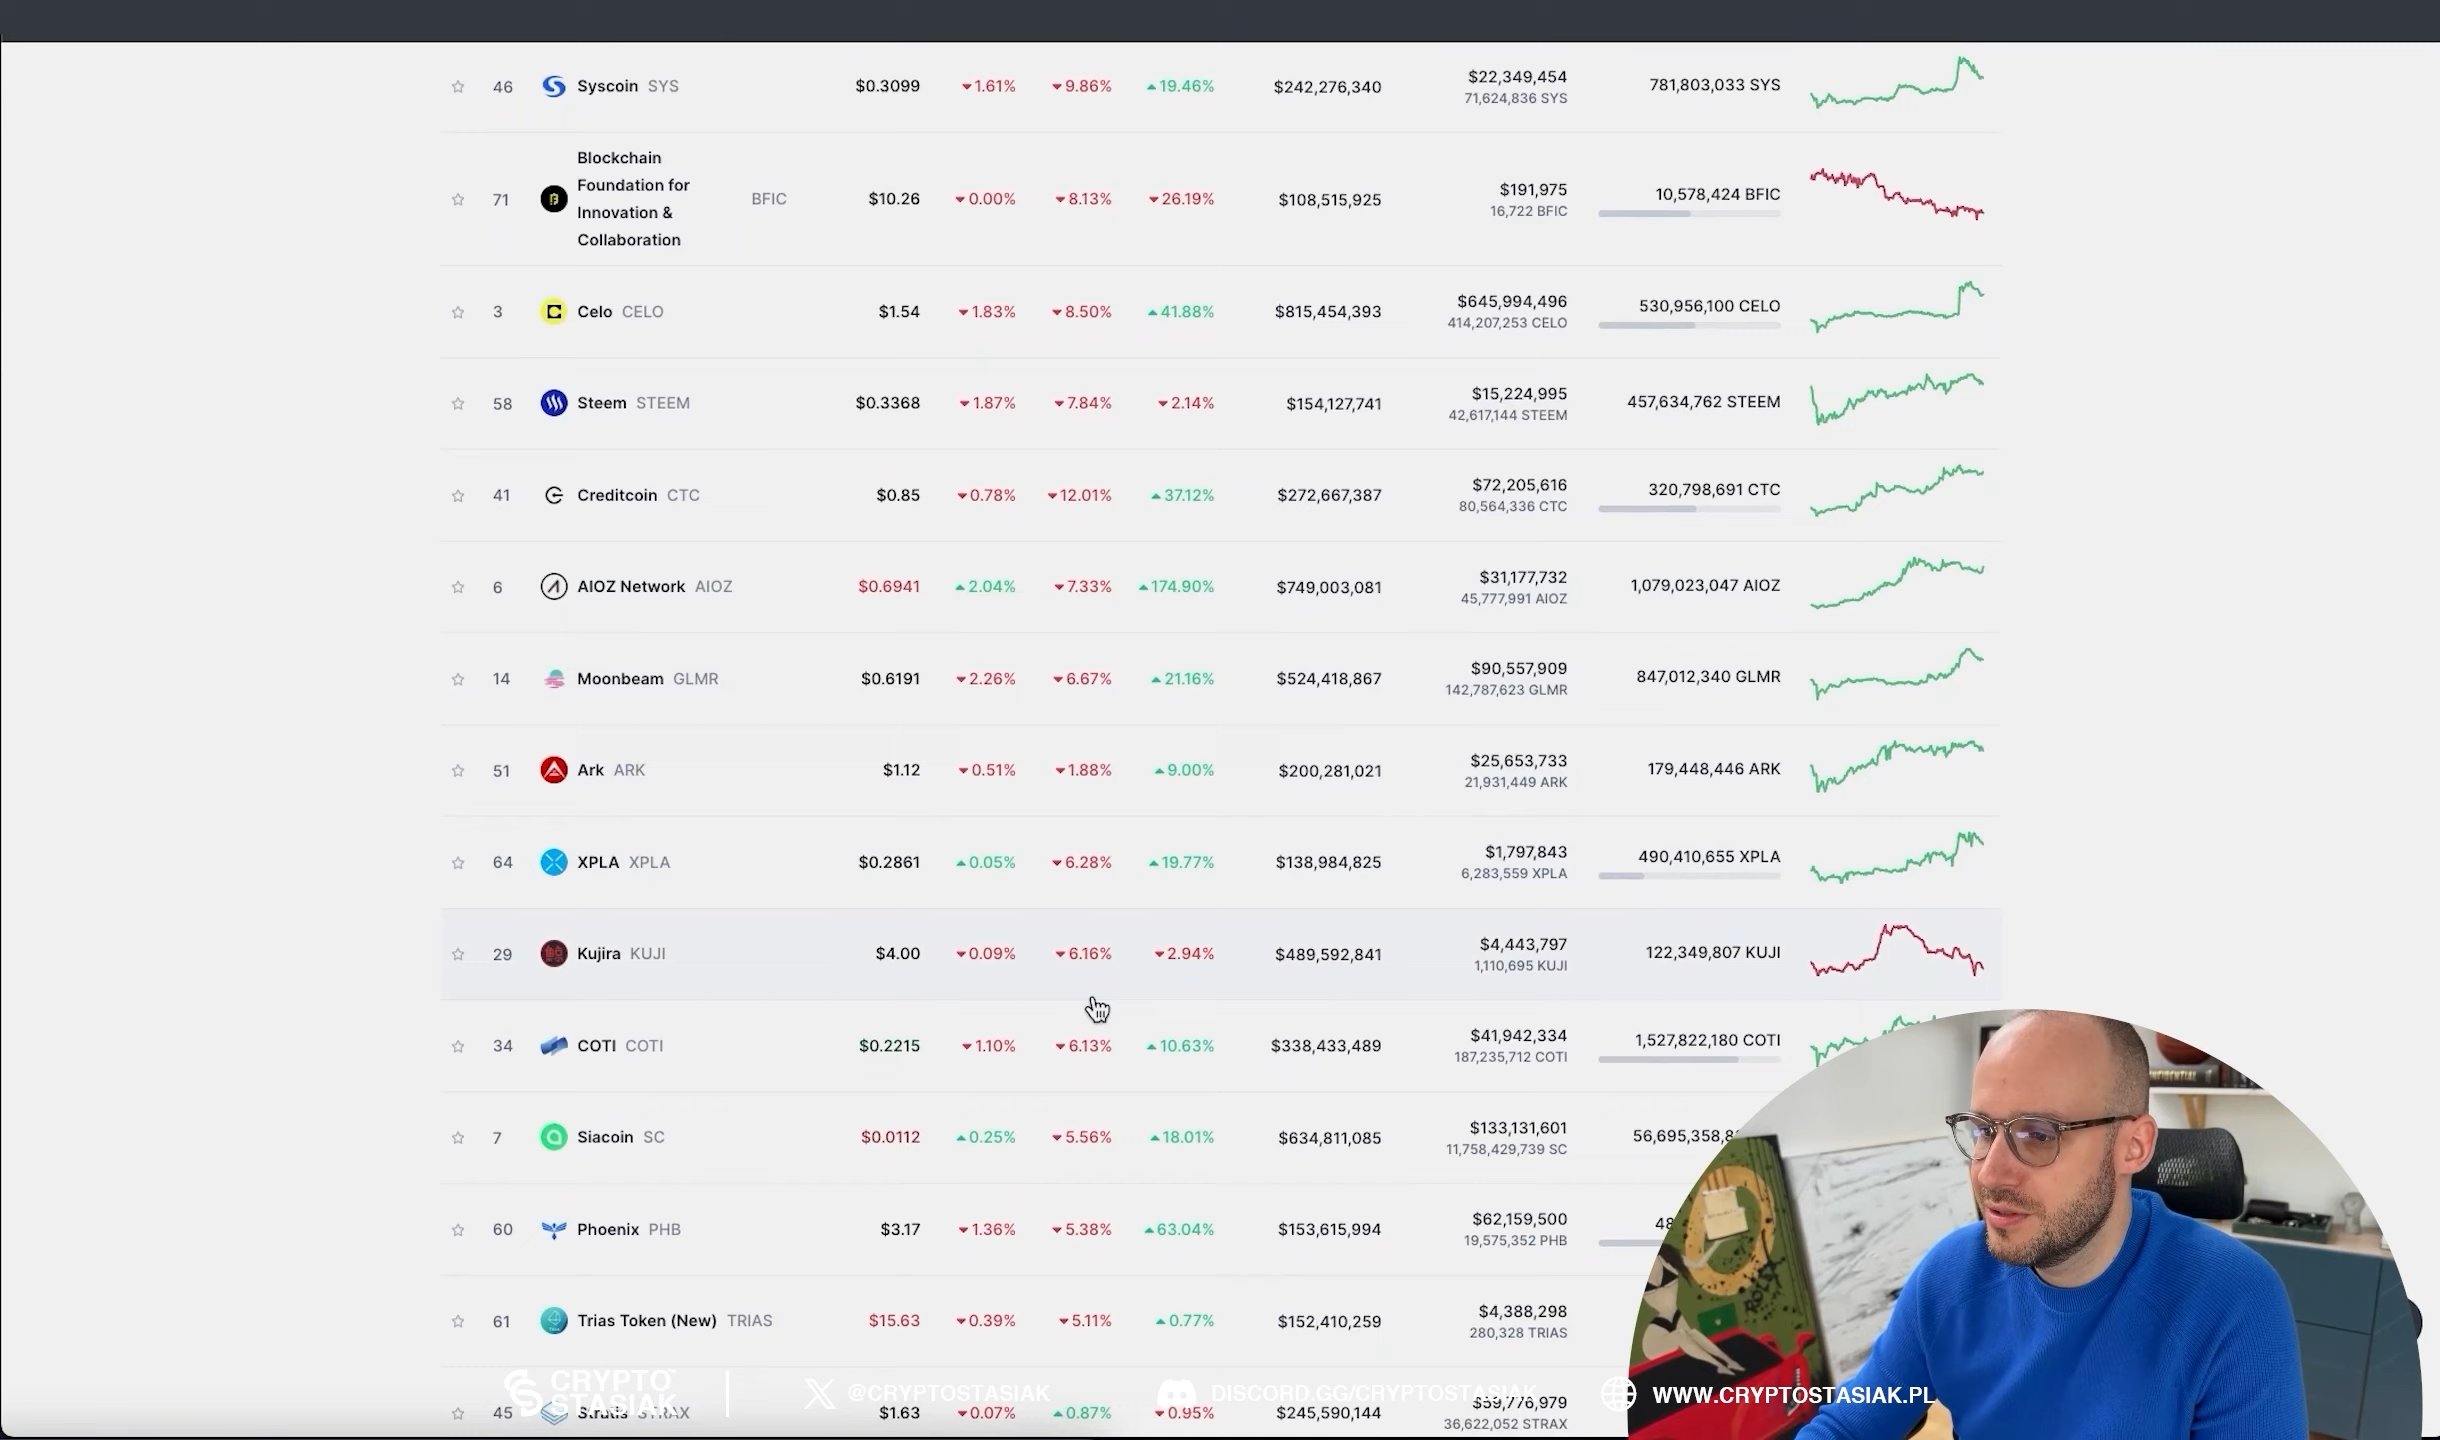 46 Syscoin SYS $0.3099 1.61% 9.86% 19.46% $242,276,340 $22,349,454 781,803,033 SYS
71,624,836 SYS
Blockchain
Foundation for
Innovation &
Collaboration
71 BFIC $10.26 0.00% 8.13% 26.19% $108,515,925 $191,975 10,578,424 BFIC
16,722 BFIC
3 Celo CELO $1.54 1.83% 8.50% 41.88% $815,454,393 $645,994,496 530,956,100 CELO
414,207,253 CELO
58 Steem STEEM $0.3368 1.87% 7.84% 2.14% $154,127,741 $15,224,995 457,634,762 STEEM
42,617,144 STEEM
41 Creditcoin CTC $0.85 0.78% 12.01% 37.12% $272,667,387 $72,205,616 320,798,691 CTC
80,564,336 CTC
6 AIOZ Network AIOZ $0.6941 2.04% 7.33% 174.90% $749,003,081 $31,177,732 1,079,023,047 AIOZ
45,777,991 AIOZ
14 Moonbeam GLMR $0.6191 2.26% 6.67% 21.16% $524,418,867 $90,557,909 847,012,340 GLMR
142,787,623 GLMR
51 Ark ARK $1.12 0.51% 1.88% 9.00% $200,281,021 $25,653,733 179,448,446 ARK
21,931,449 ARK
64 XPLA XPLA $0.2861 0.05% 6.28% 19.77% $138,984,825 $1,797,843 490,410,655 XPLA
6,283,559 XPLA
29 Kujira KUJI $4.00 0.09% 6.16% 2.94% $489,592,841 $4,443,797 122,349,807 KUJI
1,110,695 KUJI
34 COTI COTI $0.2215 1.10% 6.13% 10.63% $338,433,489 $41,942,334 1,527,822,180 COTI
187,235,712 COTI
7 Siacoin SC $0.0112 0.25% 5.56% 18.01% $634,811,085 $133,131,601 56,695,358,8
11,758,429,739 SC
60 Phoenix PHB $3.17 1.36% 5.38% 63.04% $153,615,994 $62,159,500 48
19,575,352 PHB
61 Trias Token (New) TRIAS $15.63 0.39% 5.11% 0.77% $152,410,259 $4,388,298
280,328 TRIAS
45 Stratis STRAX $1.63 0.07% 0.87% 0.95% $245,590,144 $59,776,979
36,622,052 STRAX
CRYPTO
STASIAK
@CRYPTOSTASIAK
DISCORD.GG/CRYPTOSTASIAK
WWW.CRYPTOSTASIAK.PL